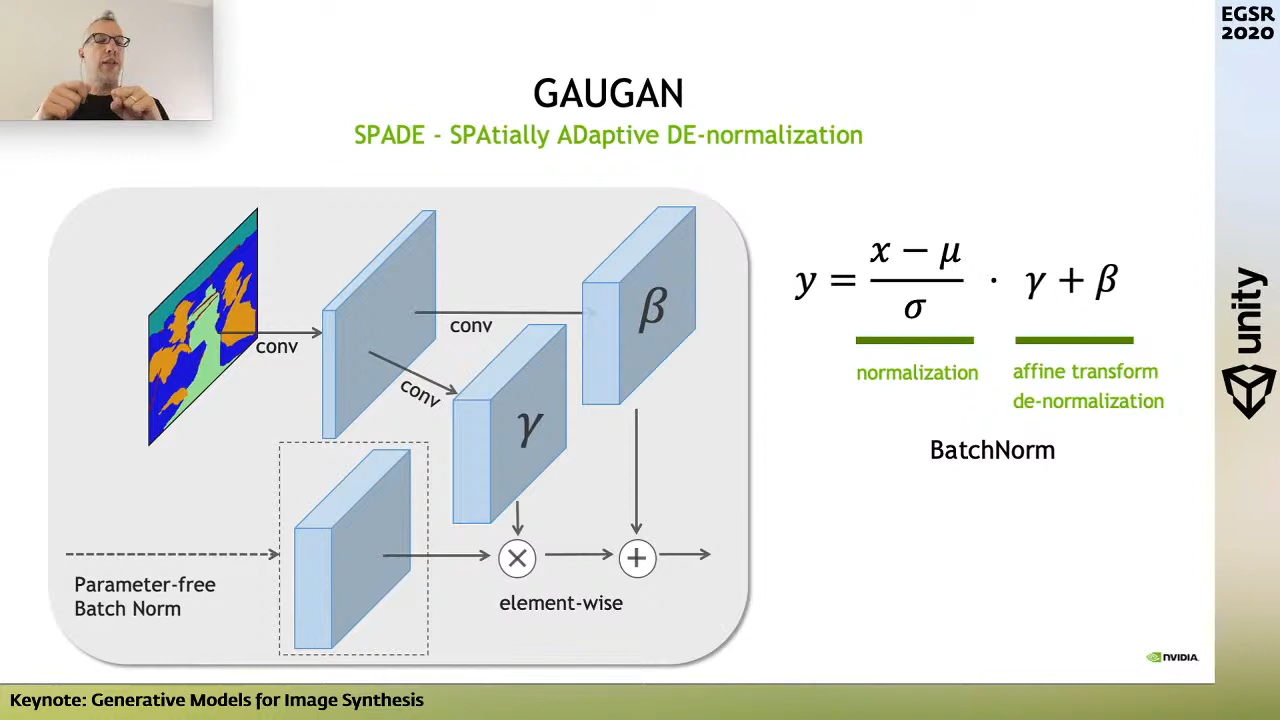 EGSR
2020
GAUGAN
SPADE - SPAtially ADaptive DE-normalization
conv
conv
conv
β
γ
Parameter-free
Batch Norm
element-wise
y = (x − μ)/σ · γ + β
normalization
affine transform
de-normalization
BatchNorm
unity
NVIDIA.
Keynote: Generative Models for Image Synthesis